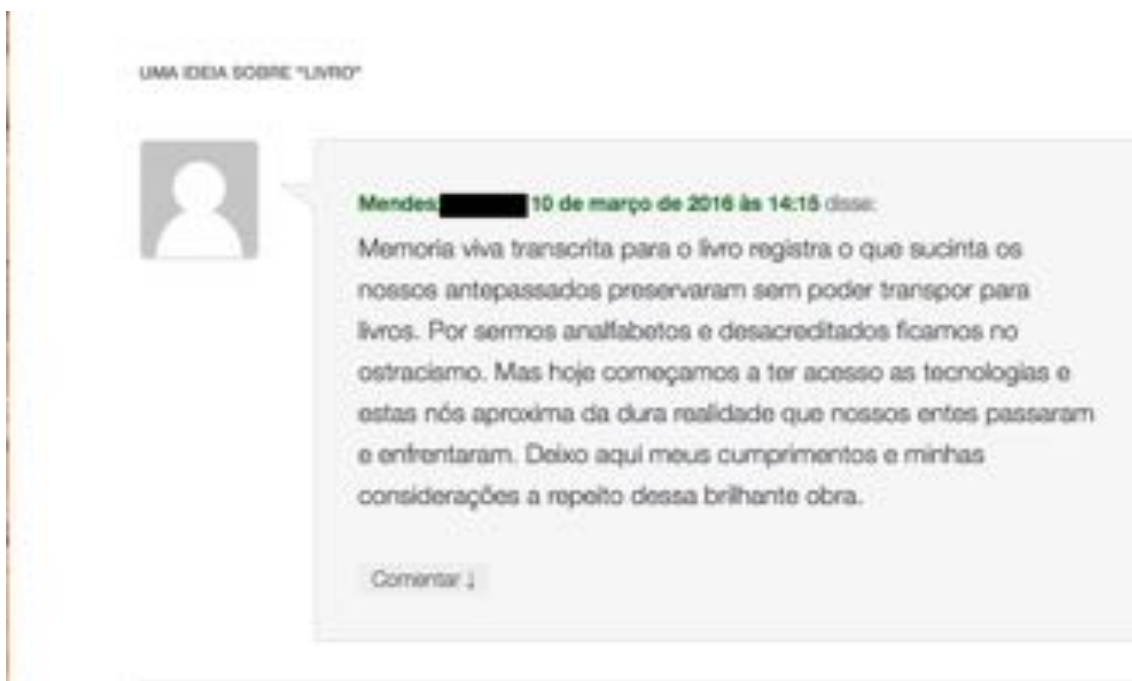 UMA IDEIA SOBRE "LIVRO"
Mendes 10 de março de 2016 às 14:15 disse:
Memoria viva transcrita para o livro registra o que sucinta os
nossos antepassados preservaram sem poder transpor para
livros. Por sermos analfabetos e desacreditados ficamos no
ostracismo. Mas hoje começamos a ter acesso as tecnologias e
estas nós aproxima da dura realidade que nossos entes passaram
e enfrentaram. Deixo aqui meus cumprimentos e minhas
considerações a repeito dessa brilhante obra.
Comentar ↓